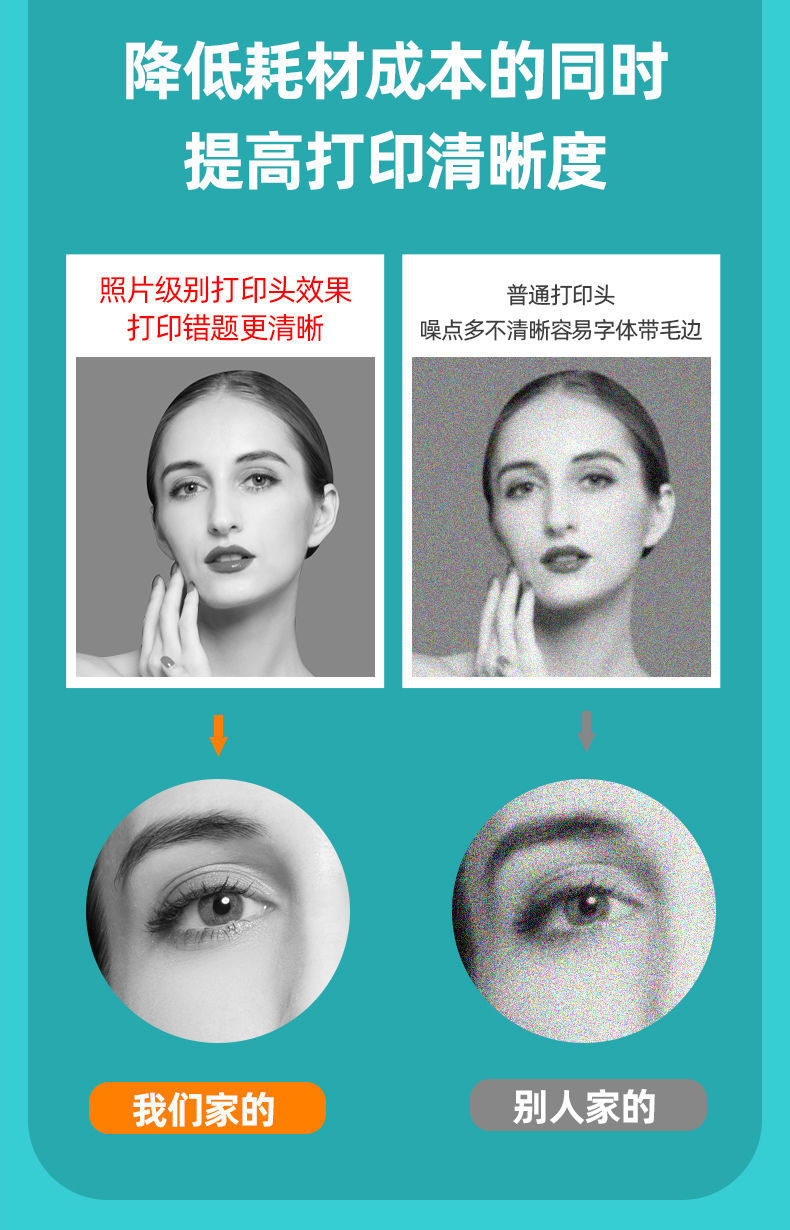 降低耗材成本的同时
提高打印清晰度
照片级别打印头效果
打印错题更清晰
普通打印头
噪点多不清晰容易字体带毛边
我们家的
别人家的